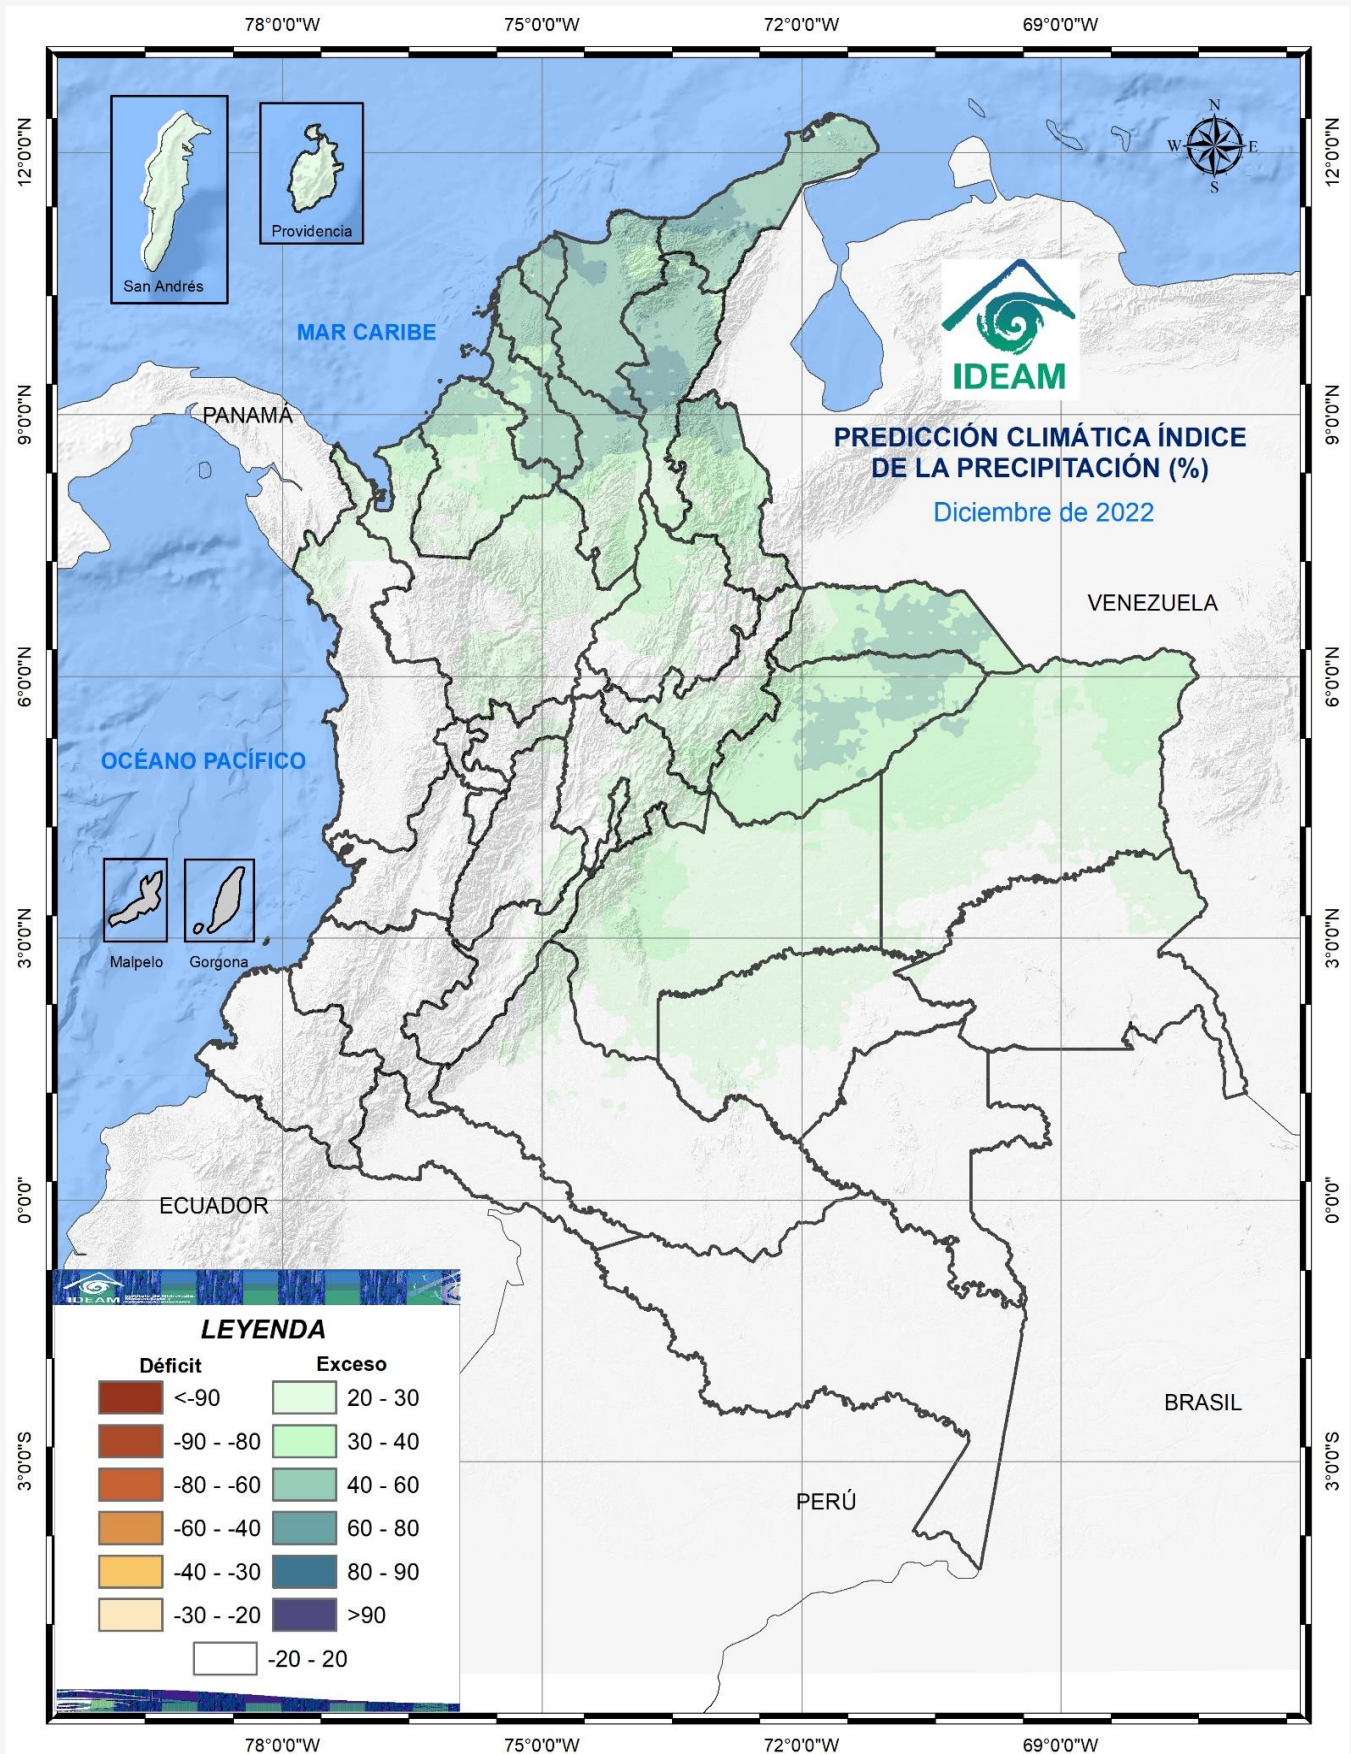 78°0'0"W
75°0'0"W
72°0'0"W
69°0'0"W
12°0'0"N
12°0'0"N
N
W
E
S
San Andrés
Providencia
MAR CARIBE
IDEAM
9°0'0"N
9°0'0"N
PANAMÁ
PREDICCIÓN CLIMÁTICA ÍNDICE
DE LA PRECIPITACIÓN (%)
Diciembre de 2022
VENEZUELA
6°0'0"N
6°0'0"N
OCÉANO PACÍFICO
Malpelo
Gorgona
3°0'0"N
3°0'0"N
ECUADOR
0°0'0"
0°0'0"
IDEAM
LEYENDA
Déficit
Exceso
<-90
20 - 30
-90 - -80
30 - 40
-80 - -60
40 - 60
-60 - -40
60 - 80
-40 - -30
80 - 90
-30 - -20
>90
-20 - 20
BRASIL
3°0'0"S
3°0'0"S
PERÚ
78°0'0"W
75°0'0"W
72°0'0"W
69°0'0"W